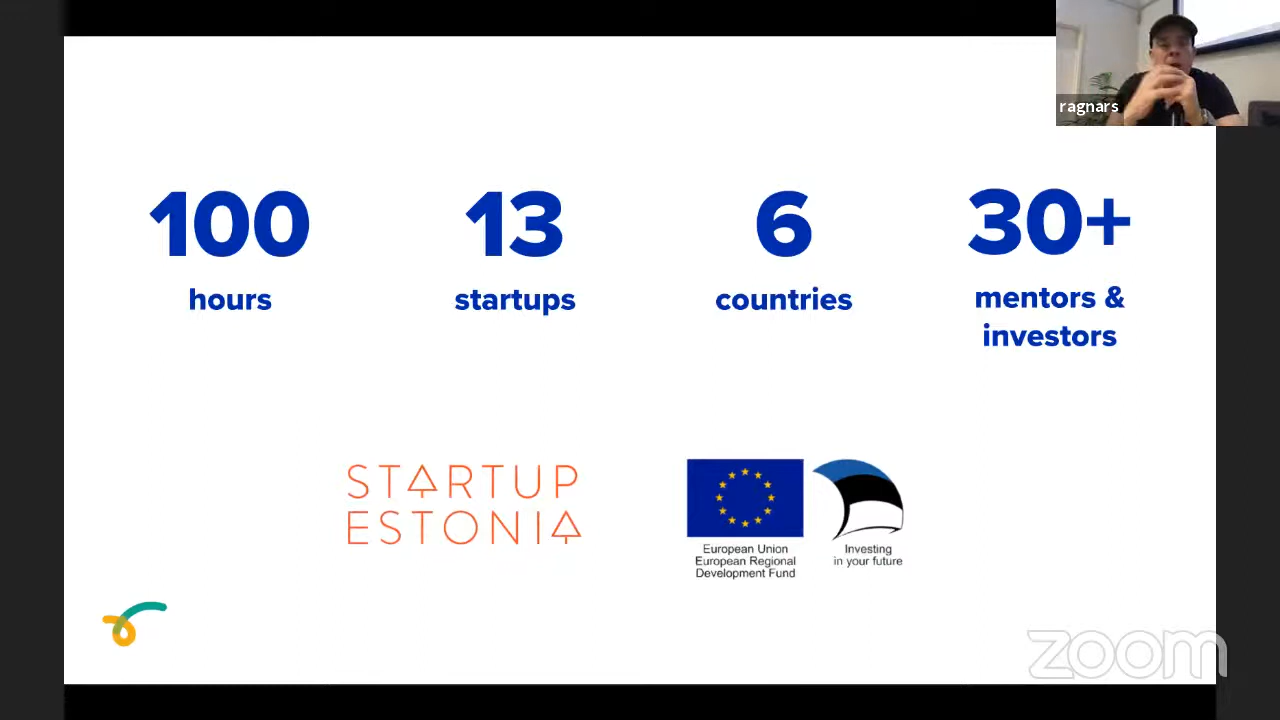 ragnars
100
hours
13
startups
6
countries
30+
mentors &
investors
STARTUP
ESTONIA
European Union
European Regional
Development Fund
Investing
in your future
zoom